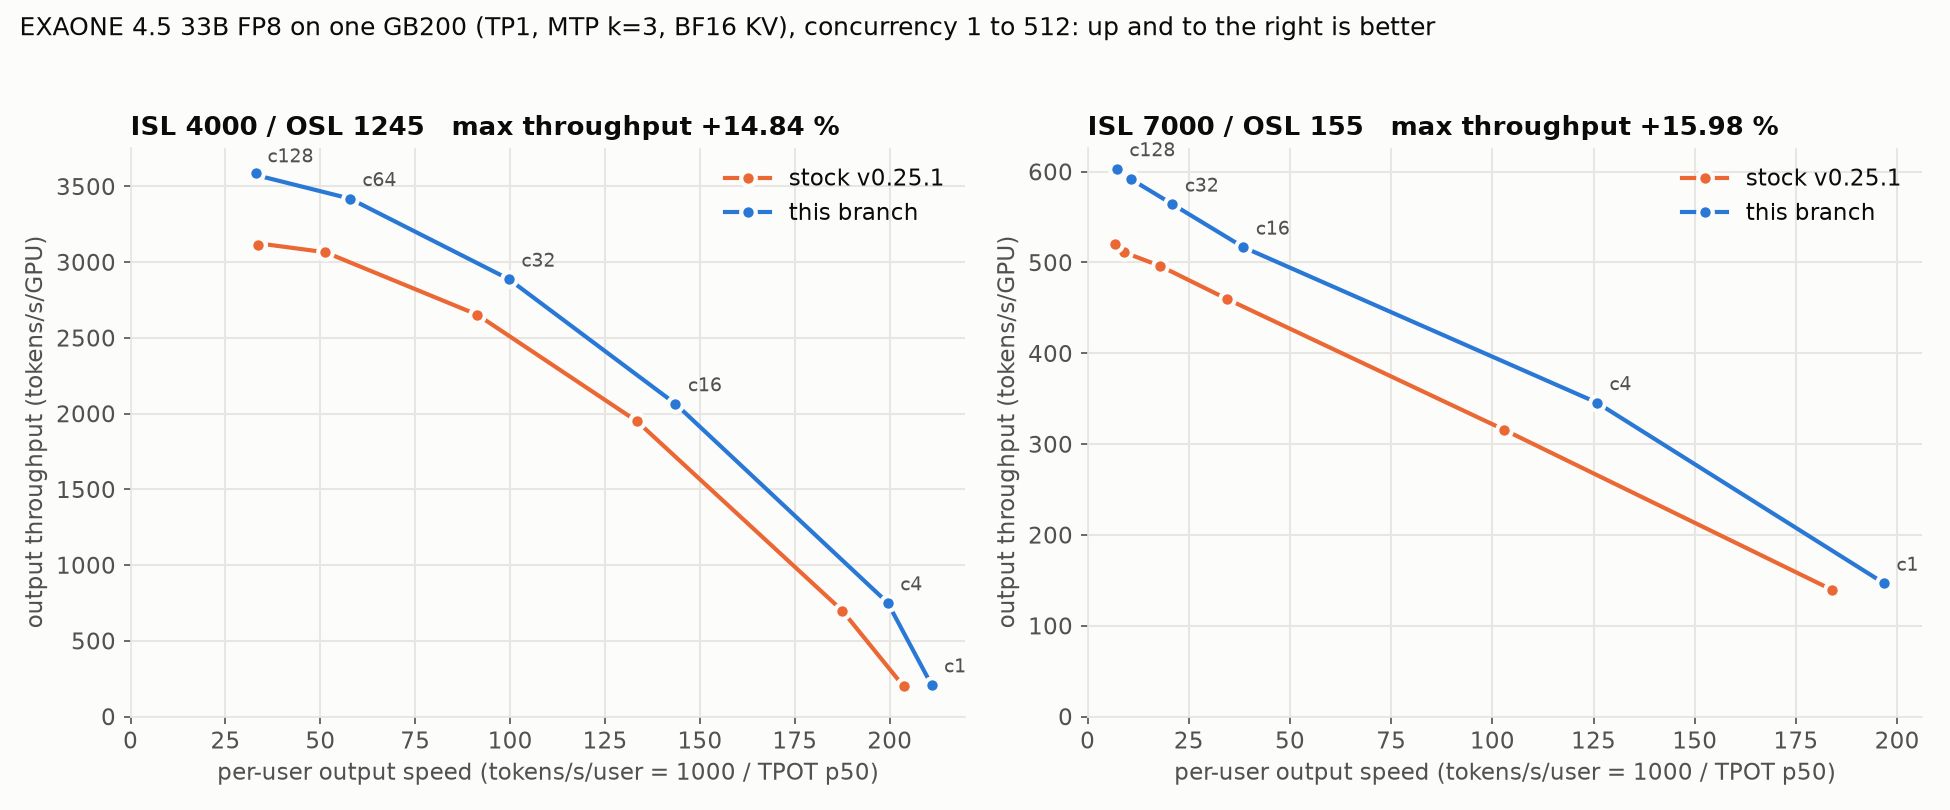 EXAONE 4.5 33B FP8 on one GB200 (TP1, MTP k=3, BF16 KV), concurrency 1 to 512: up and to the right is better
ISL 4000 / OSL 1245   max throughput +14.84 %
output throughput (tokens/s/GPU)
3500
3000
2500
2000
1500
1000
500
0
c128
c64
c32
c16
c4
c1
stock v0.25.1
this branch
0 25 50 75 100 125 150 175 200
per-user output speed (tokens/s/user = 1000 / TPOT p50)
ISL 7000 / OSL 155   max throughput +15.98 %
output throughput (tokens/s/GPU)
600
500
400
300
200
100
0
c128
c32
c16
c4
c1
stock v0.25.1
this branch
0 25 50 75 100 125 150 175 200
per-user output speed (tokens/s/user = 1000 / TPOT p50)